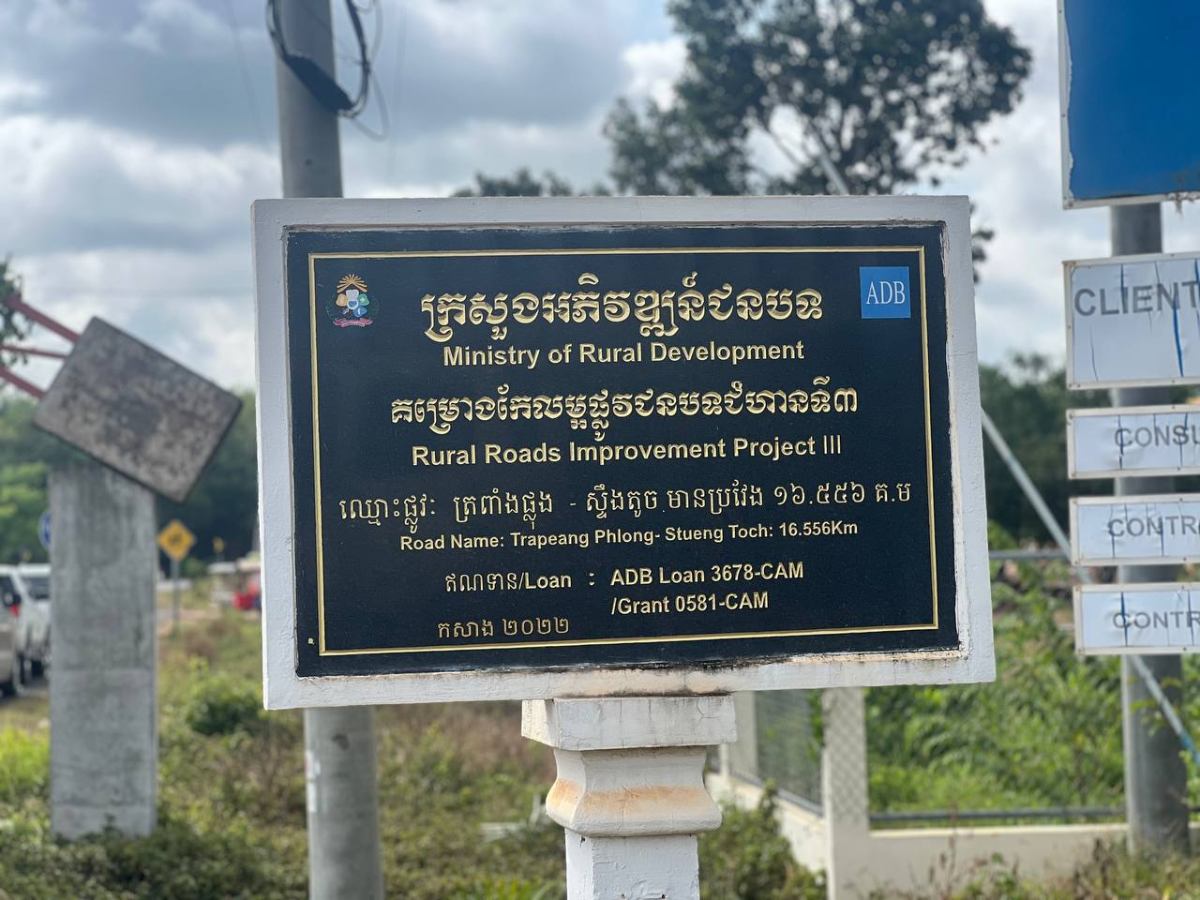 ក្រសួងអភិវឌ្ឍន៍ជនបទ
ADB
Ministry of Rural Development
គម្រោងកែលម្អផ្លូវជនបទជំហានទី៣
Rural Roads Improvement Project III
ឈ្មោះផ្លូវៈ ត្រពាំងផ្លុង - ស្ទឹងតូច មានប្រវែង ១៦.៥៥៦ គ.ម
Road Name: Trapeang Phlong- Stueng Toch: 16.556Km
ឥណទាន/Loan : ADB Loan 3678-CAM
/Grant 0581-CAM
កសាង ២០២២
CLIENT
CONSU
CONTR
CONTR